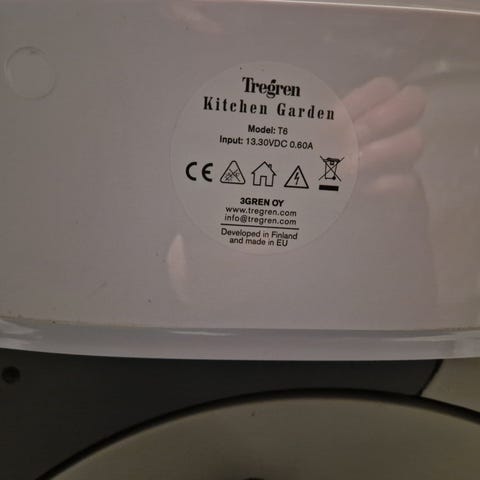 Tregren
Kitchen Garden
Model: T6
Input: 13.30VDC 0.60A
CE
3GREN OY
www.tregren.com
info@tregren.com
Developed in Finland
and made in EU